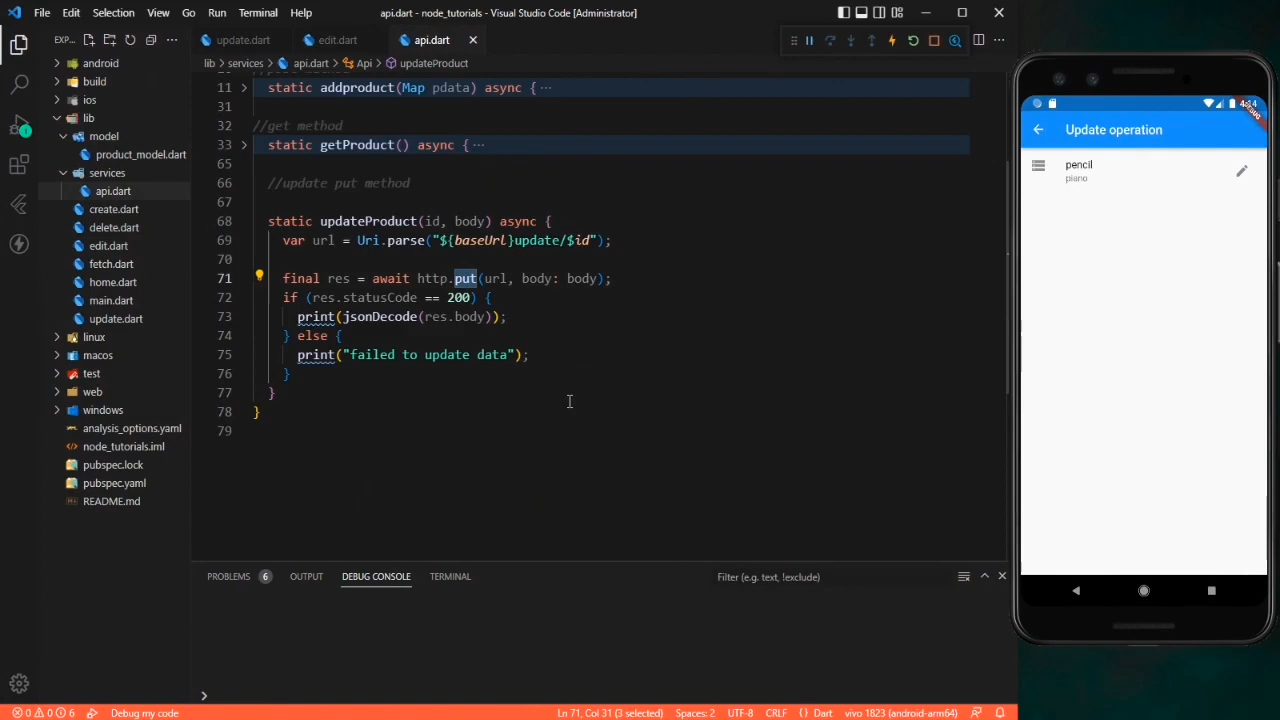 File Edit Selection View Go Run Terminal Help
api.dart - node_tutorials - Visual Studio Code [Administrator]
EXP...
update.dart
edit.dart
api.dart
lib > services > api.dart > Api > updateProduct
android
build
ios
lib
model
product_model.dart
services
api.dart
create.dart
delete.dart
edit.dart
fetch.dart
home.dart
main.dart
update.dart
linux
macos
test
web
windows
analysis_options.yaml
node_tutorials.iml
pubspec.lock
pubspec.yaml
README.md
11 static addproduct(Map pdata) async { ...
31
32 //get method
33 static getProduct() async { ...
65
66 //update put method
67
68 static updateProduct(id, body) async {
69 var url = Uri.parse("${baseUrl}update/$id");
70
71 final res = await http.put(url, body: body);
72 if (res.statusCode == 200) {
73 print(jsonDecode(res.body));
74 } else {
75 print("failed to update data");
76 }
77 }
78 }
79
PROBLEMS 6 OUTPUT DEBUG CONSOLE TERMINAL
Filter (e.g. text, !exclude)
0 0 6 Debug my code
Ln 71, Col 31 (3 selected) Spaces: 2 UTF-8 CRLF {} Dart vivo 1823 (android-arm64)
Update operation
pencil
piano